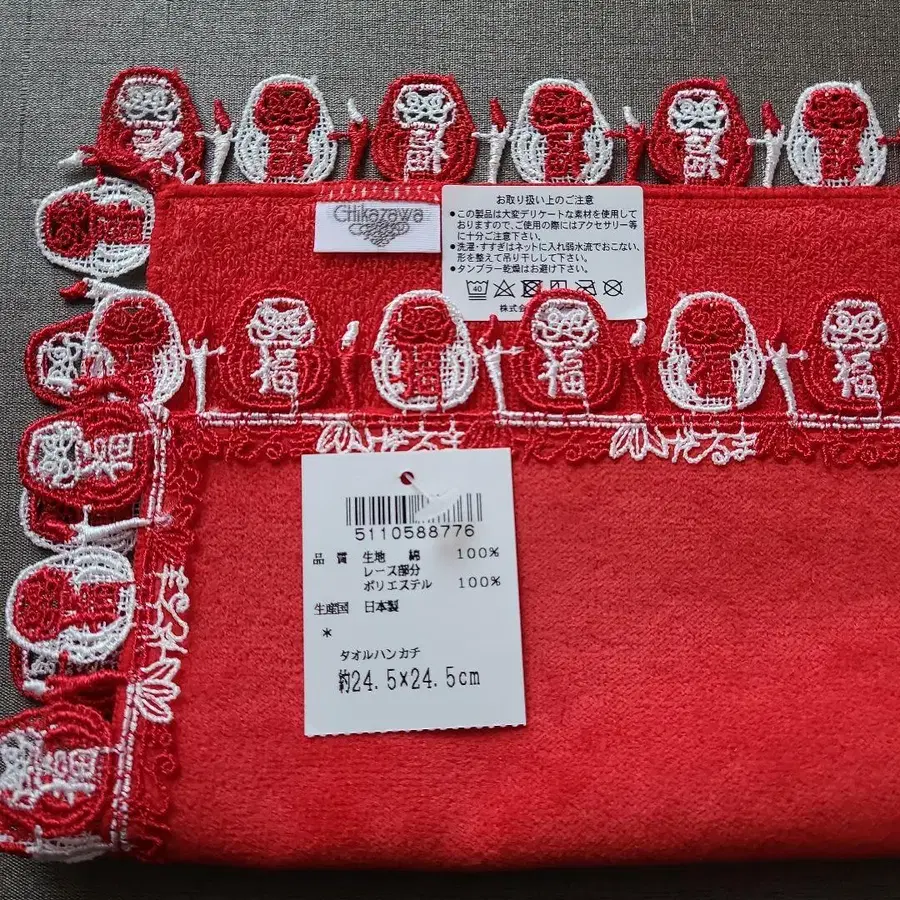 Chikazawa
お取り扱い上のご注意
●この製品は大変デリケートな素材を使用して
おりますので、ご使用の際にはアクセサリー等
に十分ご注意下さい。
●洗濯・すすぎはネットに入れ弱水流でおこない、
形を整えて吊り干しして下さい。
●タンブラー乾燥はお避け下さい。
40
株式会
福
福
福
だるま
だるま
5110588776
品質 生地 綿 100%
レース部分
ポリエステル 100%
生産国 日本製
*
タオルハンカチ
約24.5×24.5cm